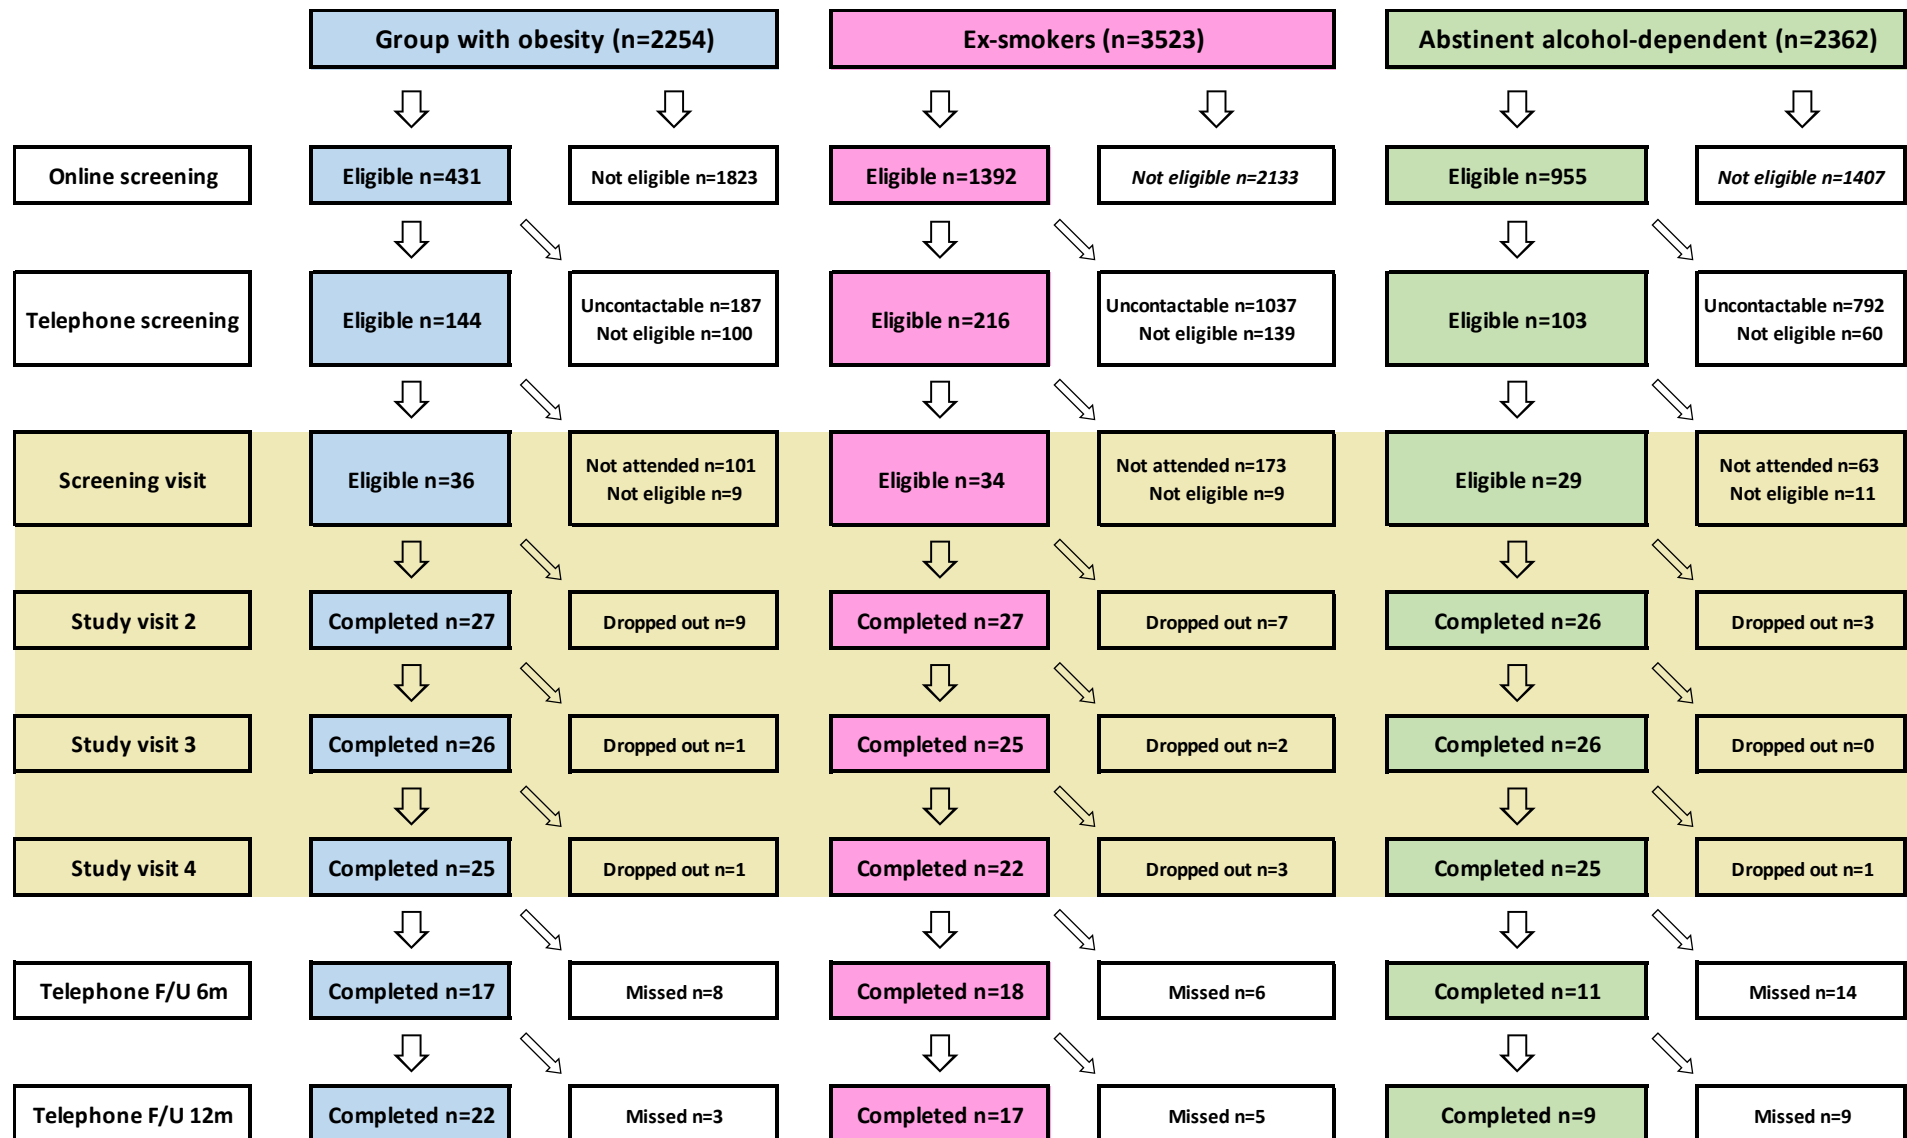 Group with obesity (n=2254)
Ex-smokers (n=3523)
Abstinent alcohol-dependent (n=2362)
Online screening
Eligible n=431
Not eligible n=1823
Eligible n=1392
Not eligible n=2133
Eligible n=955
Not eligible n=1407
Telephone screening
Eligible n=144
Uncontactable n=187
Not eligible n=100
Eligible n=216
Uncontactable n=1037
Not eligible n=139
Eligible n=103
Uncontactable n=792
Not eligible n=60
Screening visit
Eligible n=36
Not attended n=101
Not eligible n=9
Eligible n=34
Not attended n=173
Not eligible n=9
Eligible n=29
Not attended n=63
Not eligible n=11
Study visit 2
Completed n=27
Dropped out n=9
Completed n=27
Dropped out n=7
Completed n=26
Dropped out n=3
Study visit 3
Completed n=26
Dropped out n=1
Completed n=25
Dropped out n=2
Completed n=26
Dropped out n=0
Study visit 4
Completed n=25
Dropped out n=1
Completed n=22
Dropped out n=3
Completed n=25
Dropped out n=1
Telephone F/U 6m
Completed n=17
Missed n=8
Completed n=18
Missed n=6
Completed n=11
Missed n=14
Telephone F/U 12m
Completed n=22
Missed n=3
Completed n=17
Missed n=5
Completed n=9
Missed n=9